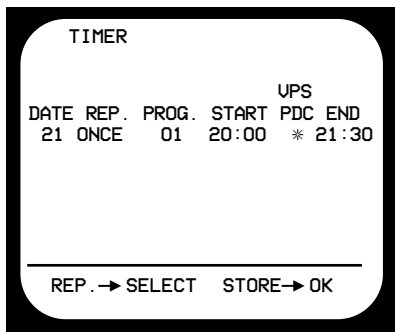 TIMER
VPS
DATE REP. PROG. START PDC END
21 ONCE 01 20:00 * 21:30
REP.→SELECT STORE→OK